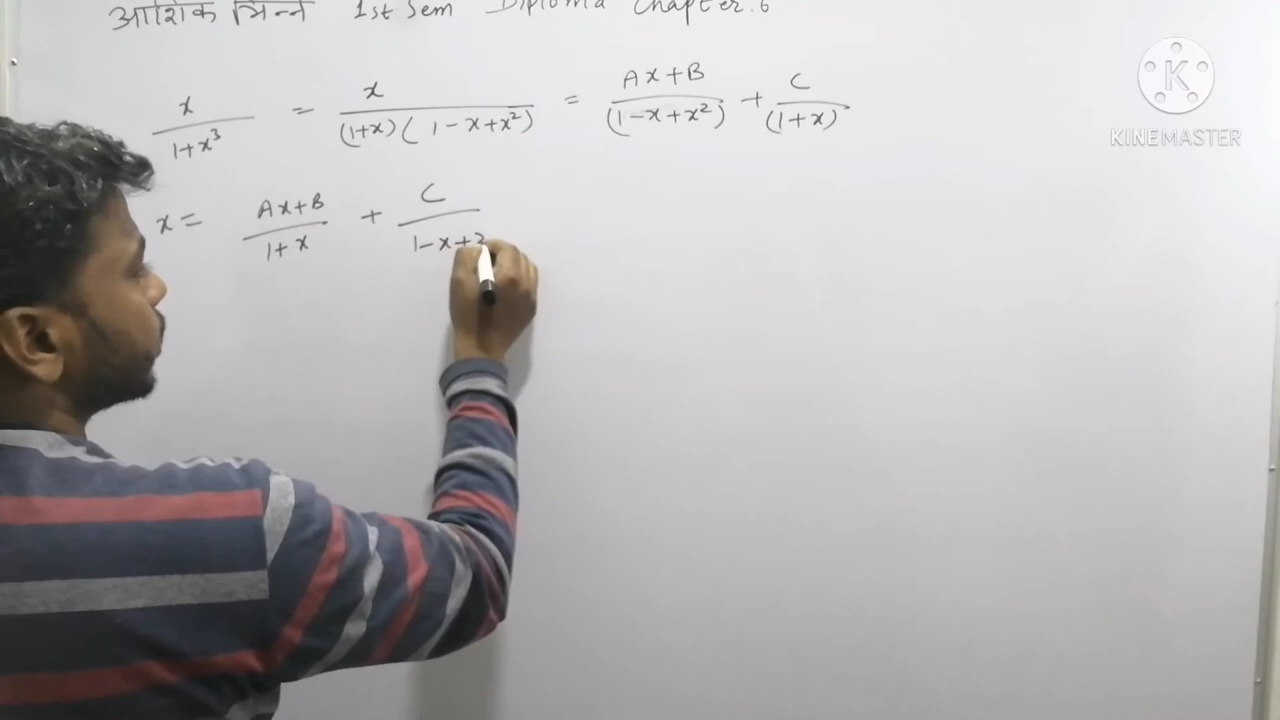 आंशिक भिन्न 1st Sem Diploma Chapter.6
x/(1+x³) = x/((1+x)(1-x+x²)) = (Ax+B)/(1-x+x²) + C/(1+x)
x = (Ax+B)/(1+x) + C/(1-x+
K
KINEMASTER